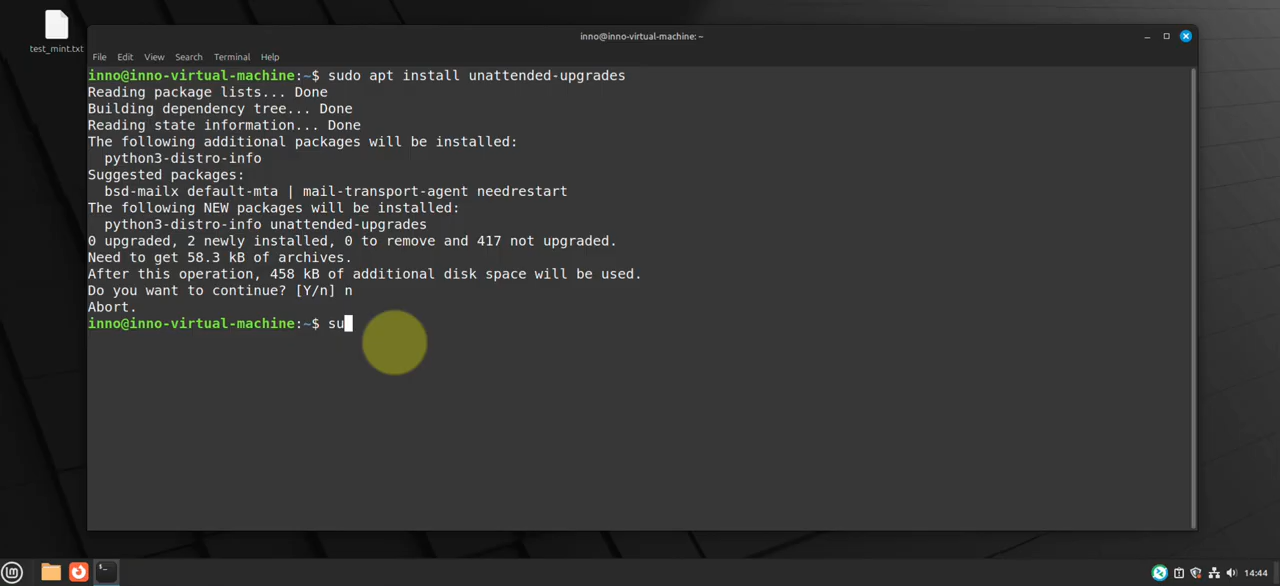 test_mint.txt
inno@inno-virtual-machine: ~
File Edit View Search Terminal Help
inno@inno-virtual-machine:~$ sudo apt install unattended-upgrades
Reading package lists... Done
Building dependency tree... Done
Reading state information... Done
The following additional packages will be installed:
  python3-distro-info
Suggested packages:
  bsd-mailx default-mta | mail-transport-agent needrestart
The following NEW packages will be installed:
  python3-distro-info unattended-upgrades
0 upgraded, 2 newly installed, 0 to remove and 417 not upgraded.
Need to get 58.3 kB of archives.
After this operation, 458 kB of additional disk space will be used.
Do you want to continue? [Y/n] n
Abort.
inno@inno-virtual-machine:~$ su
14:44